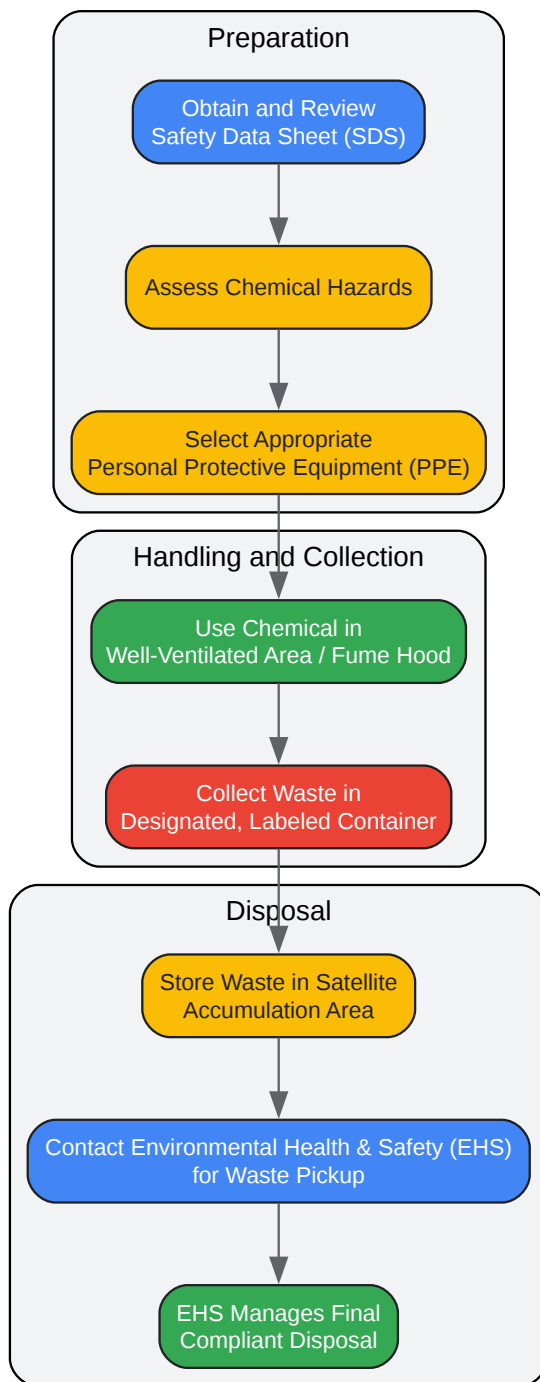 Preparation
Obtain and Review
Safety Data Sheet (SDS)
Assess Chemical Hazards
Select Appropriate
Personal Protective Equipment (PPE)
Handling and Collection
Use Chemical in
Well-Ventilated Area / Fume Hood
Collect Waste in
Designated, Labeled Container
Disposal
Store Waste in Satellite
Accumulation Area
Contact Environmental Health & Safety (EHS)
for Waste Pickup
EHS Manages Final
Compliant Disposal